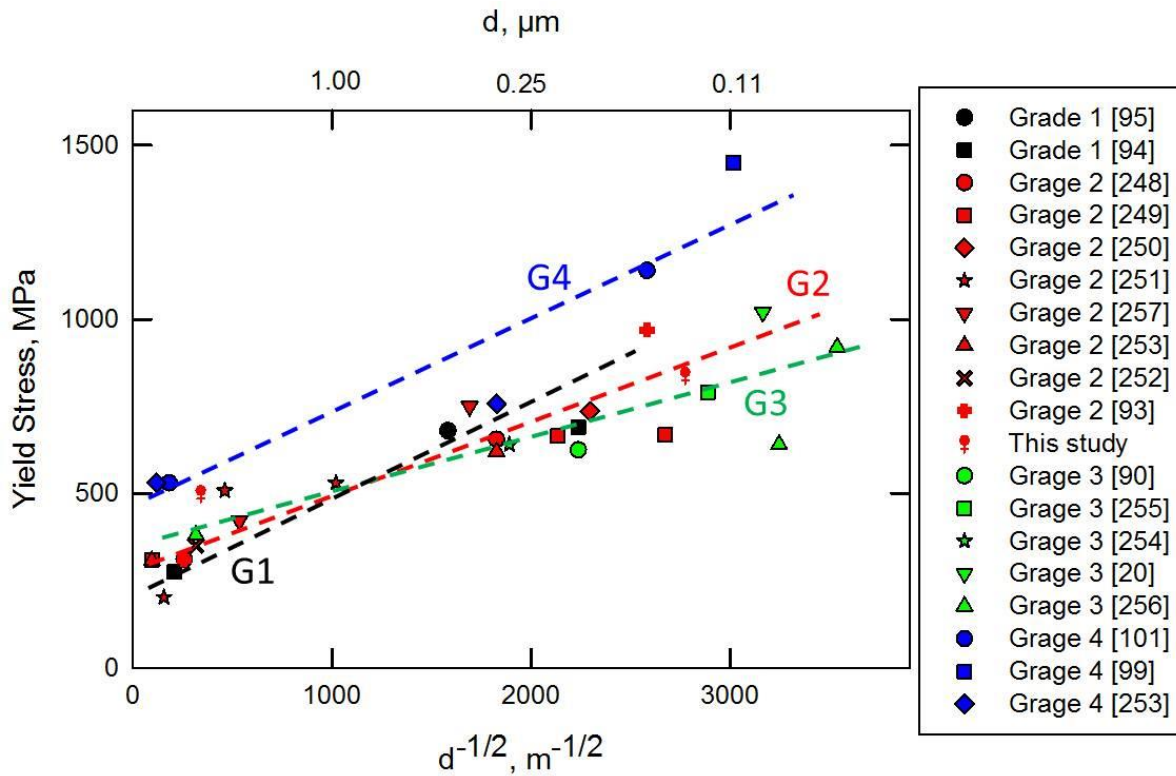 d, µm
1.00 0.25 0.11
1500
1000
500
0
Yield Stress, MPa
G4
G2
G3
G1
0 1000 2000 3000
d-1/2, m-1/2
Grade 1 [95]
Grade 1 [94]
Grage 2 [248]
Grage 2 [249]
Grage 2 [250]
Grage 2 [251]
Grage 2 [257]
Grage 2 [253]
Grage 2 [252]
Grage 2 [93]
This study
Grage 3 [90]
Grage 3 [255]
Grage 3 [254]
Grage 3 [20]
Grage 3 [256]
Grage 4 [101]
Grage 4 [99]
Grage 4 [253]